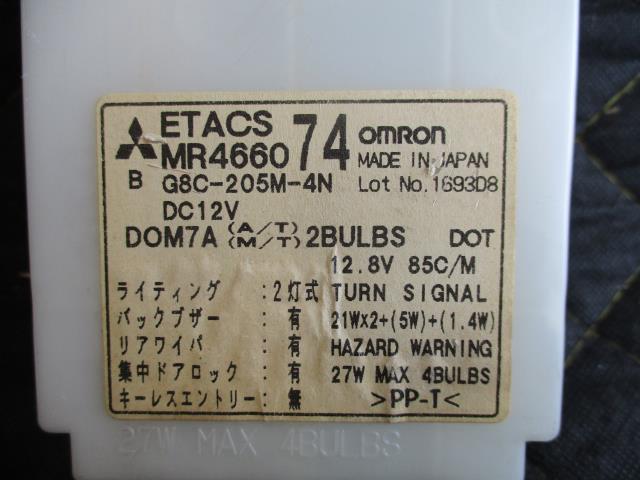 ETACS 74 omron
MR4660 MADE IN JAPAN
B G8C-205M-4N Lot No.1693D8
DC12V
DOM7A (A/T) (M/T) 2BULBS DOT
12.8V 85C/M
ライティング :2灯式 TURN SIGNAL
バックブザー :有 21W×2+(5W)+(1.4W)
リアワイパ :有 HAZARD WARNING
集中ドアロック :有 27W MAX 4BULBS
キーレスエントリー:無 >PP-T<
27W MAX 4BULBS